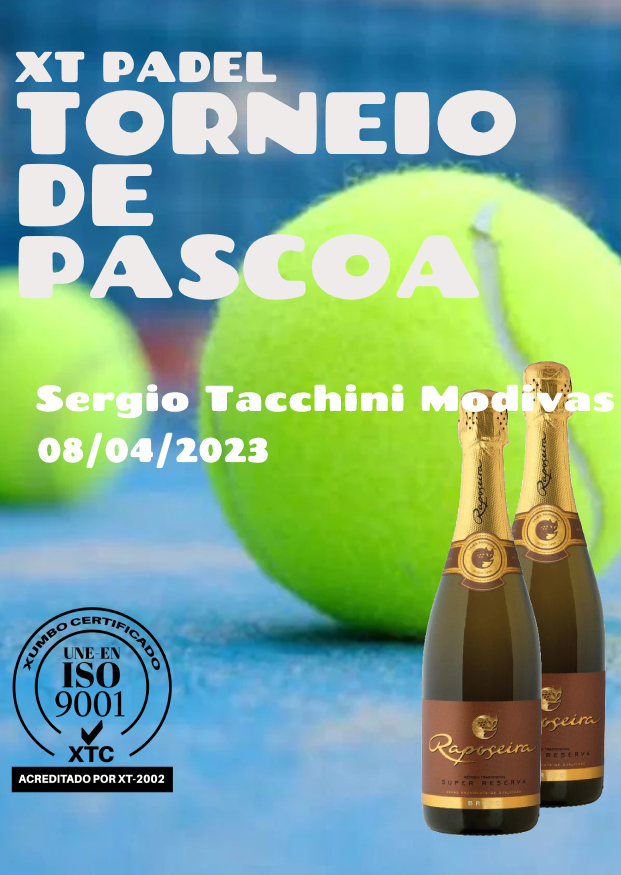 XT PADEL
TORNEIO
DE
PASCOA
Sergio Tacchini Modivas
08/04/2023
Raposeira
Raposeira
XUMBO CERTIFICADO
UNE-EN
ISO
9001
XTC
ACREDITADO POR XT-2002
Raposeira
SUPER RESERVA